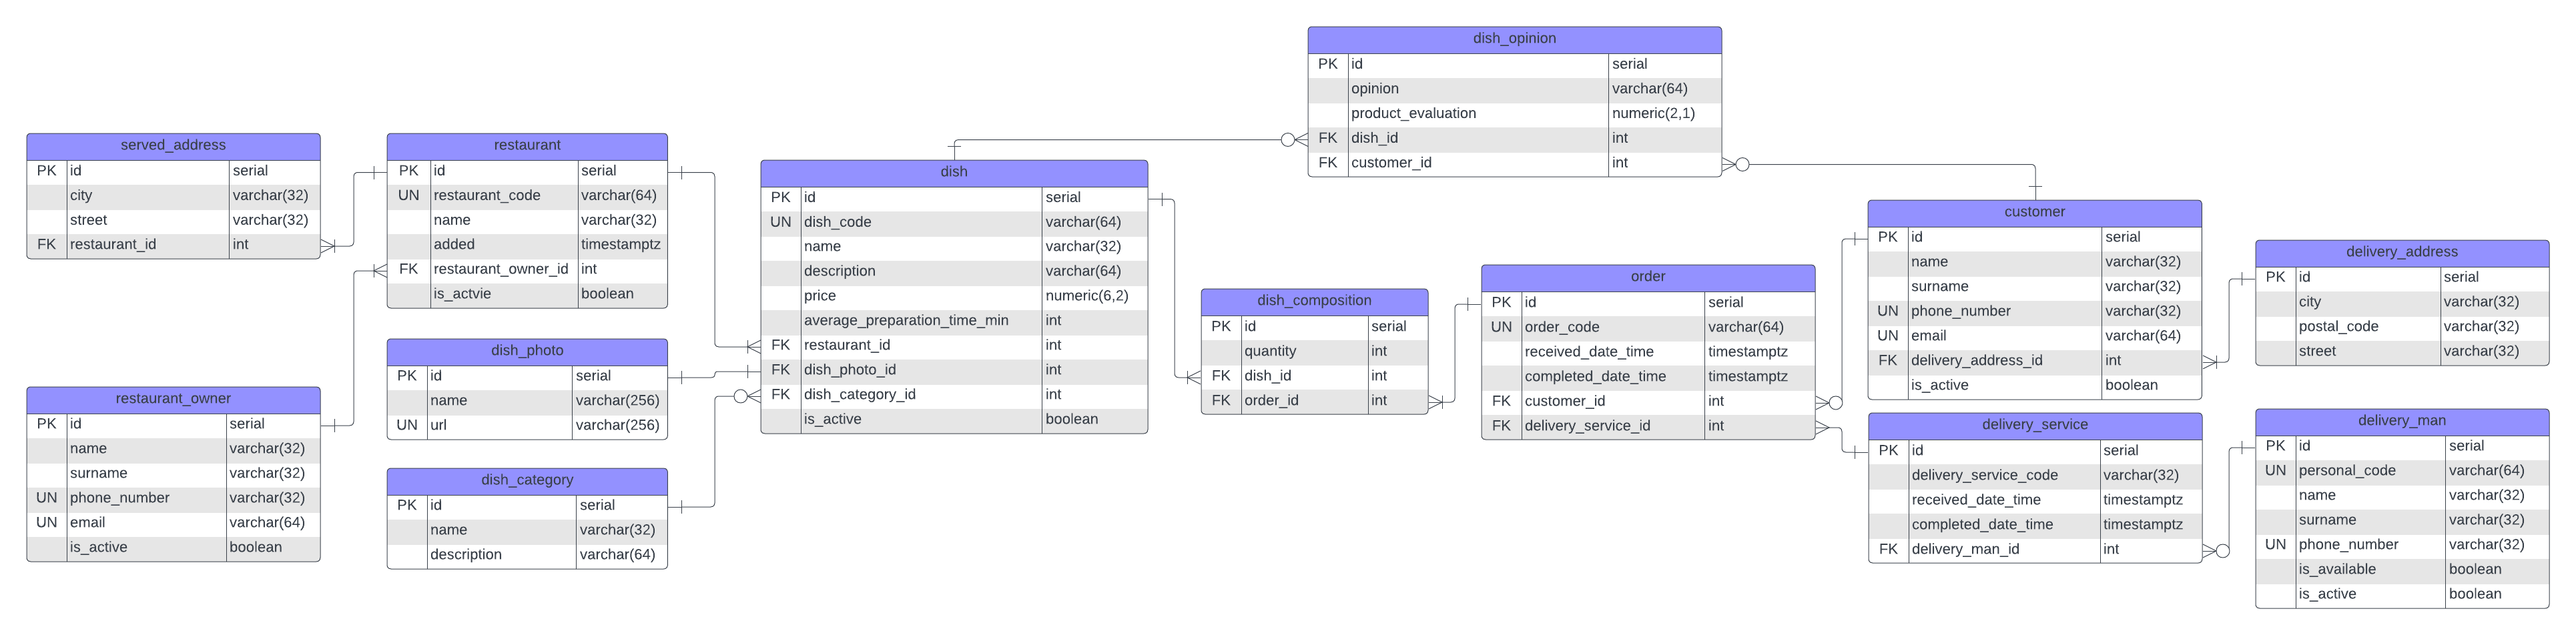 dish_opinion
PK id serial
opinion varchar(64)
product_evaluation numeric(2,1)
FK dish_id int
FK customer_id int
served_address
PK id serial
city varchar(32)
street varchar(32)
FK restaurant_id int
restaurant
PK id serial
UN restaurant_code varchar(64)
name varchar(32)
added timestamptz
FK restaurant_owner_id int
is_actvie boolean
dish
PK id serial
UN dish_code varchar(64)
name varchar(32)
description varchar(64)
price numeric(6,2)
average_preparation_time_min int
FK restaurant_id int
FK dish_photo_id int
FK dish_category_id int
is_active boolean
customer
PK id serial
name varchar(32)
surname varchar(32)
UN phone_number varchar(32)
UN email varchar(64)
FK delivery_address_id int
is_active boolean
delivery_address
PK id serial
city varchar(32)
postal_code varchar(32)
street varchar(32)
order
PK id serial
UN order_code varchar(64)
received_date_time timestamptz
completed_date_time timestamptz
FK customer_id int
FK delivery_service_id int
dish_composition
PK id serial
quantity int
FK dish_id int
FK order_id int
dish_photo
PK id serial
name varchar(256)
UN url varchar(256)
restaurant_owner
PK id serial
name varchar(32)
surname varchar(32)
UN phone_number varchar(32)
UN email varchar(64)
is_active boolean
dish_category
PK id serial
name varchar(32)
description varchar(64)
delivery_service
PK id serial
delivery_service_code varchar(32)
received_date_time timestamptz
completed_date_time timestamptz
FK delivery_man_id int
delivery_man
PK id serial
UN personal_code varchar(64)
name varchar(32)
surname varchar(32)
UN phone_number varchar(32)
is_available boolean
is_active boolean